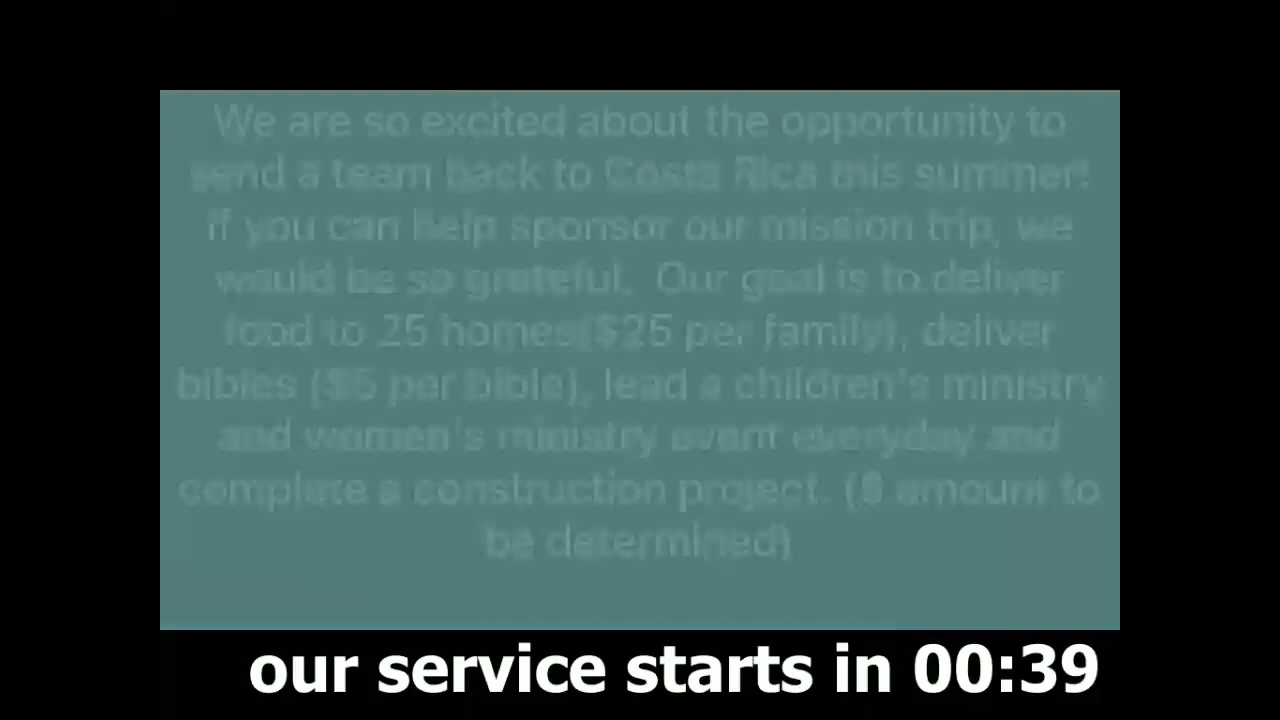 We are so excited about the opportunity to
send a team back to Costa Rica this summer!
If you can help sponsor our mission trip, we
would be so grateful. Our goal is to deliver
food to 25 homes($25 per family), deliver
bibles ($5 per bible), lead a children's ministry
and women's ministry event everyday and
complete a construction project. ($ amount to
be determined)
our service starts in 00:39